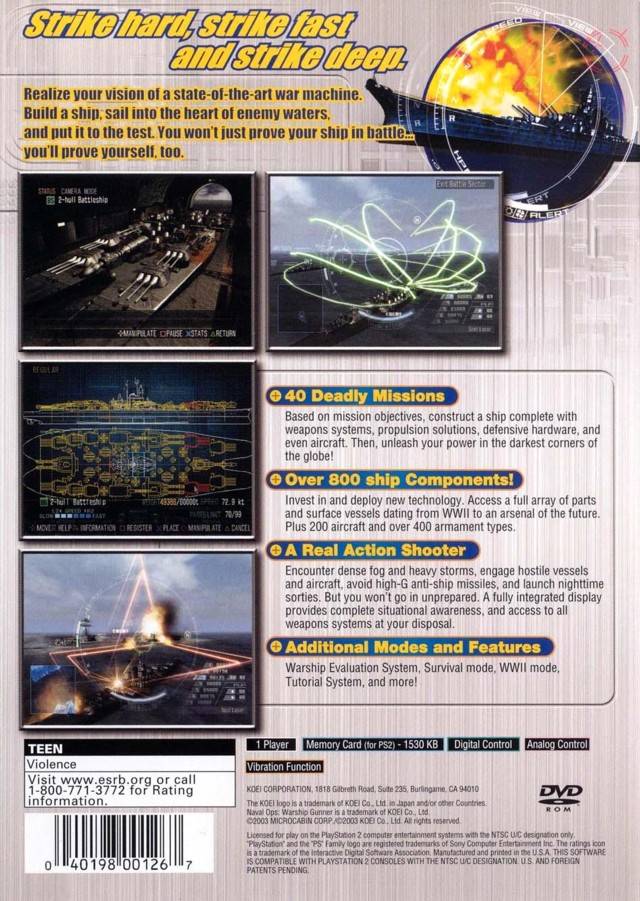 Strike hard, strike fast
and strike deep.
Realize your vision of a state-of-the-art war machine.
Build a ship, sail into the heart of enemy waters,
and put it to the test. You won't just prove your ship in battle...
you'll prove yourself, too.
SPEED
VIEW
VIEW
R
R
ALERT
STATUS CAMERA MODE
2-hull Battleship
MANIPULATE PAUSE STATS RETURN
Exit Battle Sector
REGULAR
2-hull Battleship
72.9 kt
70/99
SLOW FAST
MOVE HELP INFORMATION REGISTER PLACE MANIPULATE CANCEL
40 Deadly Missions
Based on mission objectives, construct a ship complete with
weapons systems, propulsion solutions, defensive hardware, and
even aircraft. Then, unleash your power in the darkest corners of
the globe!
Over 800 ship Components!
Invest in and deploy new technology. Access a full array of parts
and surface vessels dating from WWII to an arsenal of the future.
Plus 200 aircraft and over 400 armament types.
A Real Action Shooter
Encounter dense fog and heavy storms, engage hostile vessels
and aircraft, avoid high-G anti-ship missiles, and launch nighttime
sorties. But you won't go in unprepared. A fully integrated display
provides complete situational awareness, and access to all
weapons systems at your disposal.
Additional Modes and Features
Warship Evaluation System, Survival mode, WWII mode,
Tutorial System, and more!
TEEN
Violence
Visit www.esrb.org or call
1-800-771-3772 for Rating
information.
0 40198 00126 7
1 Player Memory Card (for PS2) - 1530 KB Digital Control Analog Control
Vibration Function
KOEI CORPORATION, 1818 Gilbreth Road, Suite 235, Burlingame, CA 94010
The KOEI logo is a trademark of KOEI Co., Ltd. in Japan and/or other Countries.
Naval Ops: Warship Gunner is a trademark of KOEI Co., Ltd.
©2003 MICROCABIN CORP./©2003 KOEI Co., Ltd. All rights reserved.
DVD
ROM
Licensed for play on the PlayStation 2 computer entertainment systems with the NTSC U/C designation only.
"PlayStation" and the "PS" Family logo are registered trademarks of Sony Computer Entertainment Inc. The ratings icon
is a trademark of the Interactive Digital Software Association. Manufactured and printed in the U.S.A. THIS SOFTWARE
IS COMPATIBLE WITH PLAYSTATION 2 CONSOLES WITH THE NTSC U/C DESIGNATION. U.S. AND FOREIGN
PATENTS PENDING.